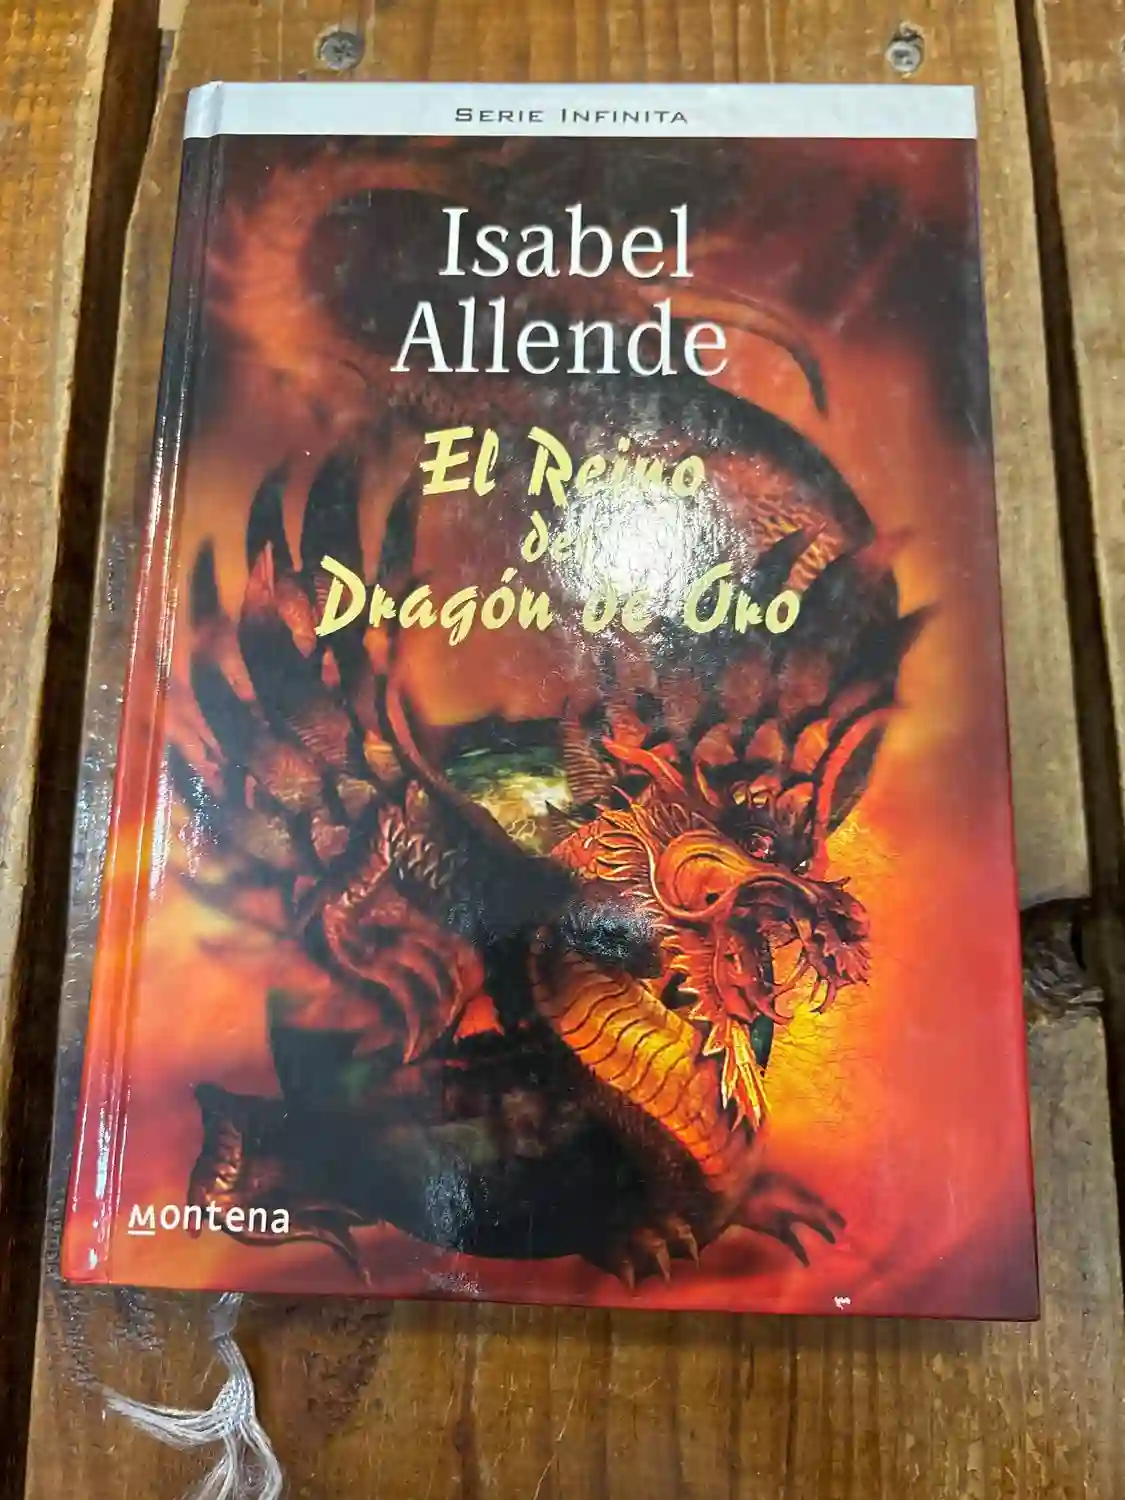 SERIE INFINITA
Isabel
Allende
El Reino
del
Dragón de Oro
Montena